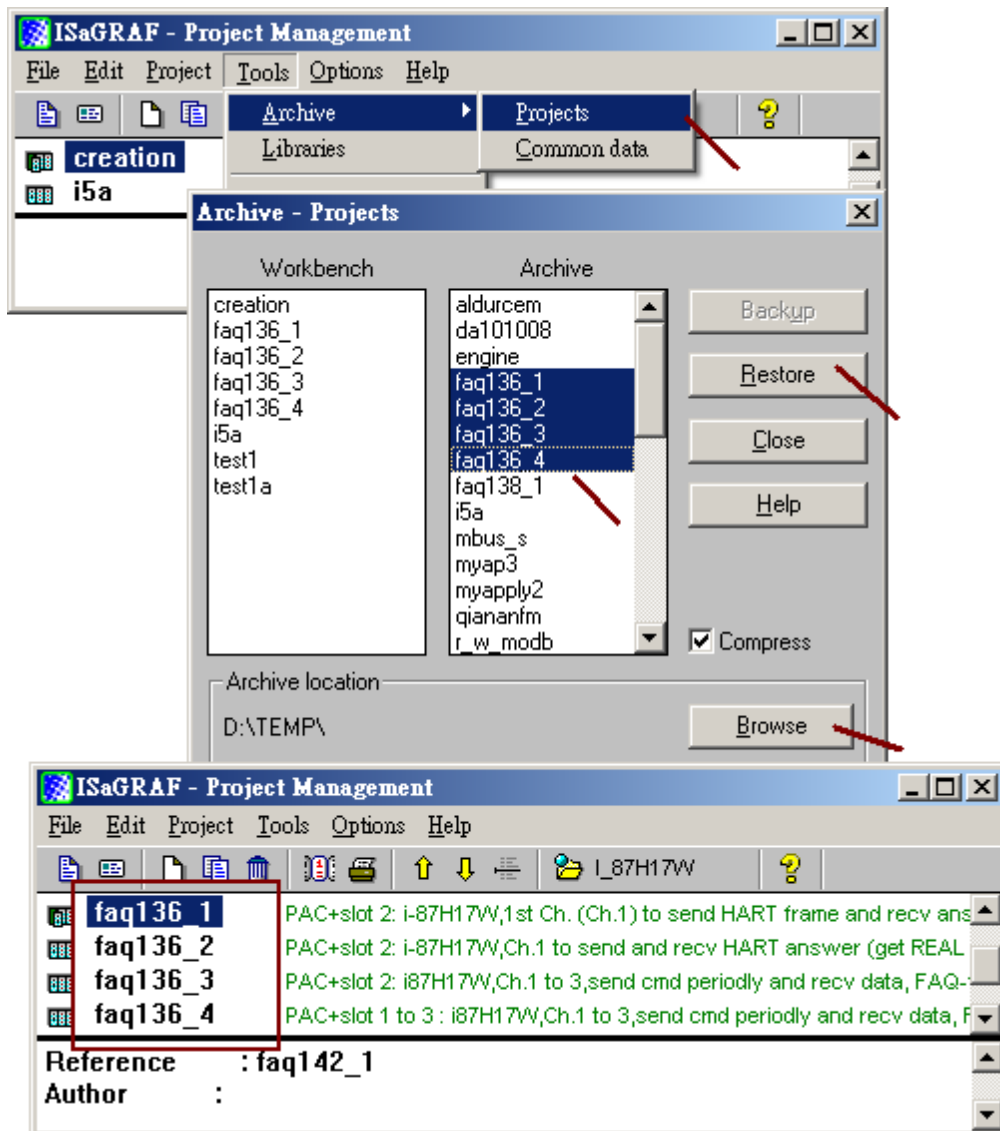 ISaGRAF - Project Management
File Edit Project Tools Options Help
Archive
Projects
Libraries
Common data
creation
i5a
Archive - Projects
Workbench
Archive
creation
faq136_1
faq136_2
faq136_3
faq136_4
i5a
test1
test1a
aldurcem
da101008
engine
faq136_1
faq136_2
faq136_3
faq136_4
faq138_1
i5a
mbus_s
myap3
myapply2
qiananfm
r_w_modb
Backup
Restore
Close
Help
Compress
Archive location
D:\TEMP\
Browse
ISaGRAF - Project Management
File Edit Project Tools Options Help
I_87H17W
faq136_1 PAC+slot 2: i-87H17W,1st Ch. (Ch.1) to send HART frame and recv ans
faq136_2 PAC+slot 2: i-87H17W,Ch.1 to send and recv HART answer (get REAL
faq136_3 PAC+slot 2: i87H17W,Ch.1 to 3,send cmd periodly and recv data, FAQ-
faq136_4 PAC+slot 1 to 3 : i87H17W,Ch.1 to 3,send cmd periodly and recv data, F
Reference : faq142_1
Author :